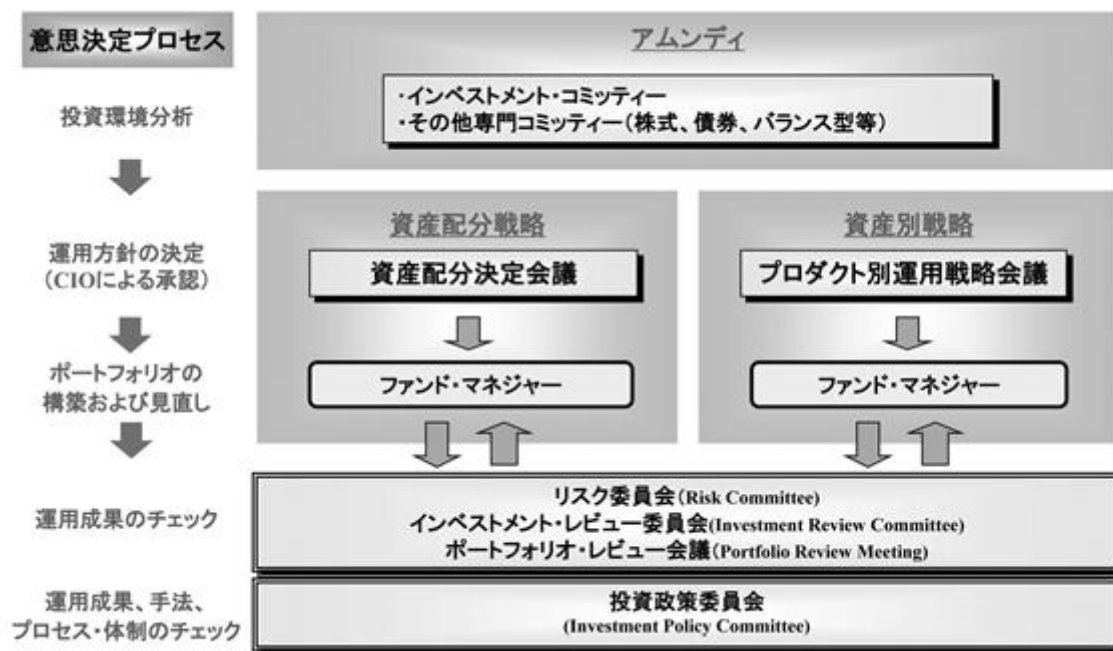 意思決定プロセス
アムンディ
投資環境分析
・インベストメント・コミッティー
・その他専門コミッティー(株式、債券、バランス型等)
運用方針の決定
(CIOによる承認)
資産配分戦略
資産配分決定会議
資産別戦略
プロダクト別運用戦略会議
ポートフォリオの
構築および見直し
ファンド・マネジャー
ファンド・マネジャー
運用成果のチェック
リスク委員会(Risk Committee)
インベストメント・レビュー委員会(Investment Review Committee)
ポートフォリオ・レビュー会議(Portfolio Review Meeting)
運用成果、手法、
プロセス・体制のチェック
投資政策委員会
(Investment Policy Committee)